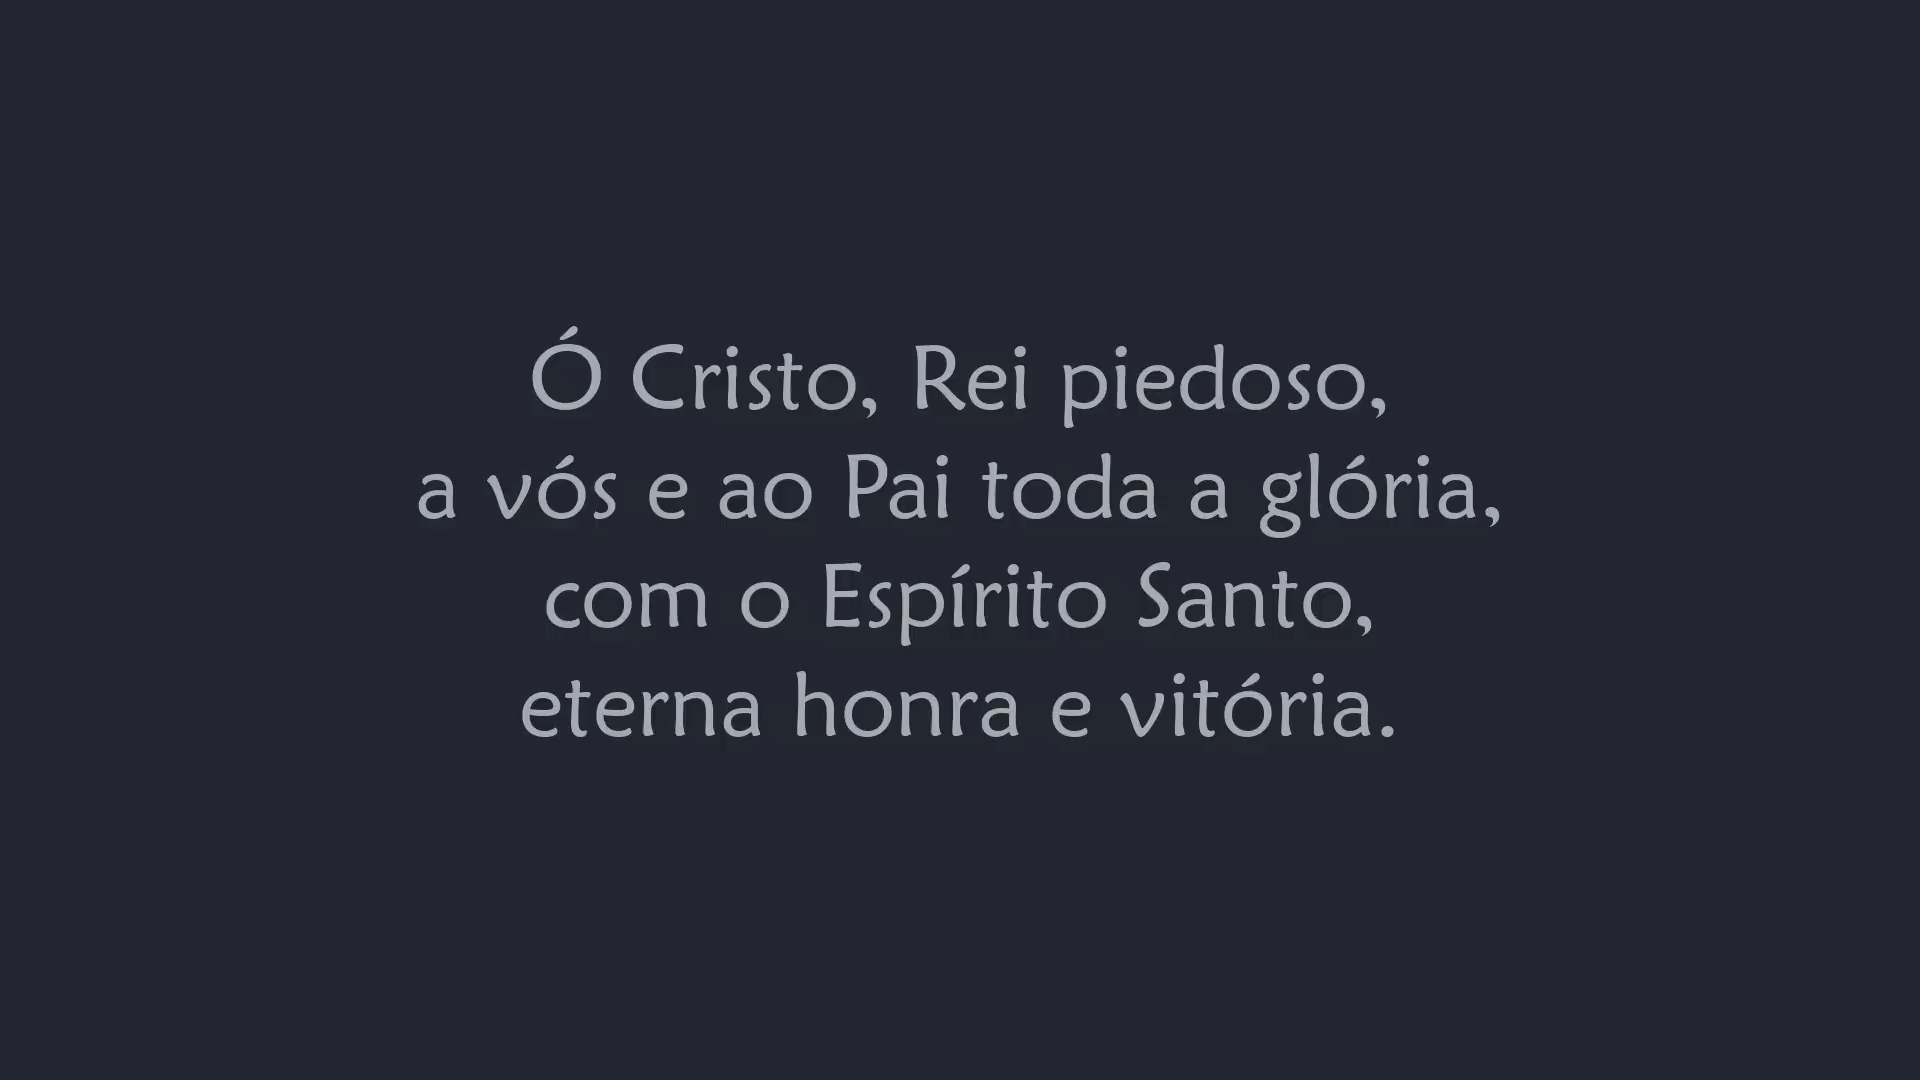 Ó Cristo, Rei piedoso,
a vós e ao Pai toda a glória,
com o Espírito Santo,
eterna honra e vitória.